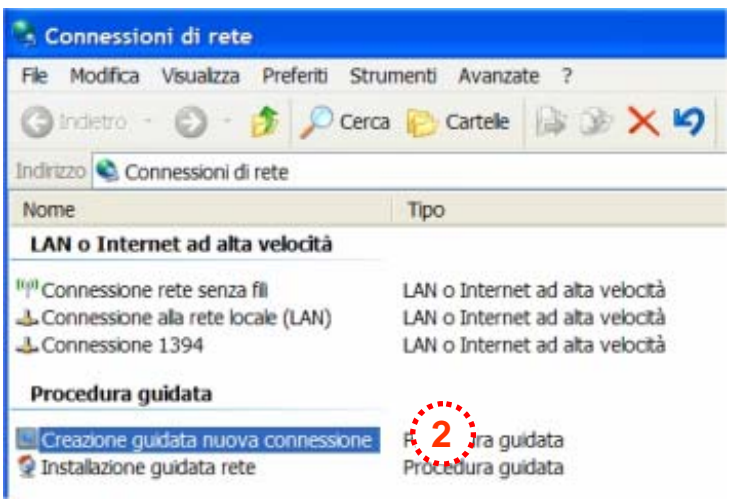 Connessioni di rete
File Modifica Visualizza Preferiti Strumenti Avanzate ?
Indietro Cerca Cartelle
Indirizzo Connessioni di rete
Nome Tipo
LAN o Internet ad alta velocità
Connessione rete senza fili LAN o Internet ad alta velocità
Connessione alla rete locale (LAN) LAN o Internet ad alta velocità
Connessione 1394 LAN o Internet ad alta velocità
Procedura guidata
Creazione guidata nuova connessione 2 guidata
Installazione guidata rete Procedura guidata